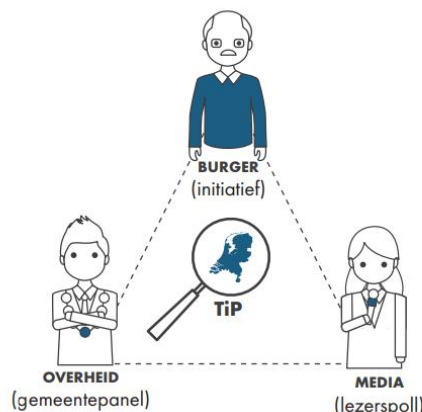 BURGER
(initiatief)
TiP
OVERHEID
(gemeentepanel)
MEDIA
(lezerspoll)